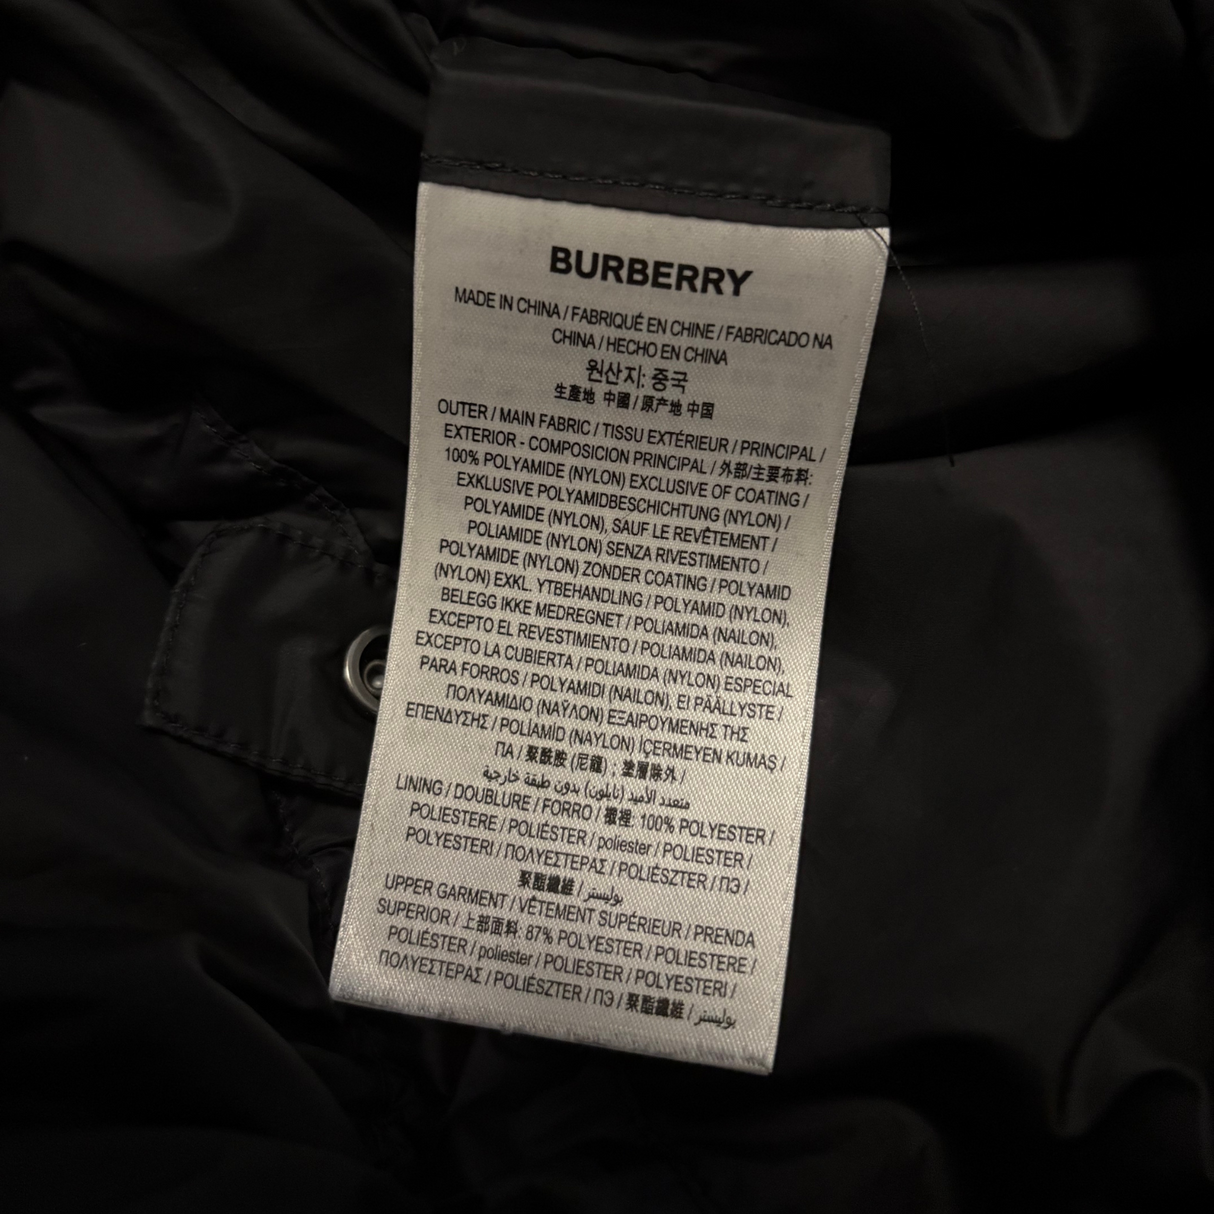 BURBERRY
MADE IN CHINA / FABRIQUÉ EN CHINE / FABRICADO NA
CHINA / HECHO EN CHINA
원산지: 중국
生產地 中國 / 原产地 中国
OUTER / MAIN FABRIC / TISSU EXTÉRIEUR / PRINCIPAL /
EXTERIOR - COMPOSICION PRINCIPAL / 外部/主要布料:
100% POLYAMIDE (NYLON) EXCLUSIVE OF COATING /
EXKLUSIVE POLYAMIDBESCHICHTUNG (NYLON) /
POLYAMIDE (NYLON), SAUF LE REVÊTEMENT /
POLIAMIDE (NYLON) SENZA RIVESTIMENTO /
POLYAMIDE (NYLON) ZONDER COATING / POLYAMID
(NYLON) EXKL. YTBEHANDLING / POLYAMID (NYLON),
BELEGG IKKE MEDREGNET / POLIAMIDA (NAILON),
EXCEPTO EL REVESTIMIENTO / POLIAMIDA (NAILON),
EXCEPTO LA CUBIERTA / POLIAMIDA (NYLON) ESPECIAL
PARA FORROS / POLYAMIDI (NAILON), EI PÄÄLLYSTE /
ΠΟΛΥΑΜΙΔΙΟ (ΝΑΫΛΟΝ) ΕΞΑΙΡΟΥΜΕΝΗΣ ΤΗΣ
ΕΠΕΝΔΥΣΗΣ / POLİAMİD (NAYLON) İÇERMEYEN KUMAŞ /
ПА / 聚酰胺 (尼龍) ; 塗層除外 /
متعدد الأميد (نايلون) بدون طبقة خارجية
LINING / DOUBLURE / FORRO / 襯裡: 100% POLYESTER /
POLIESTERE / POLIÉSTER / poliester / POLIESTER /
POLYESTERI / ΠΟΛΥΕΣΤΕΡΑΣ / POLIÉSZTER / ПЭ /
聚酯纖維 / بوليستر
UPPER GARMENT / VÊTEMENT SUPÉRIEUR / PRENDA
SUPERIOR / 上部面料: 87% POLYESTER / POLIESTERE /
POLIÉSTER / poliester / POLIESTER / POLYESTERI /
ΠΟΛΥΕΣΤΕΡΑΣ / POLIÉSZTER / ПЭ / 聚酯纖維 / بوليستر